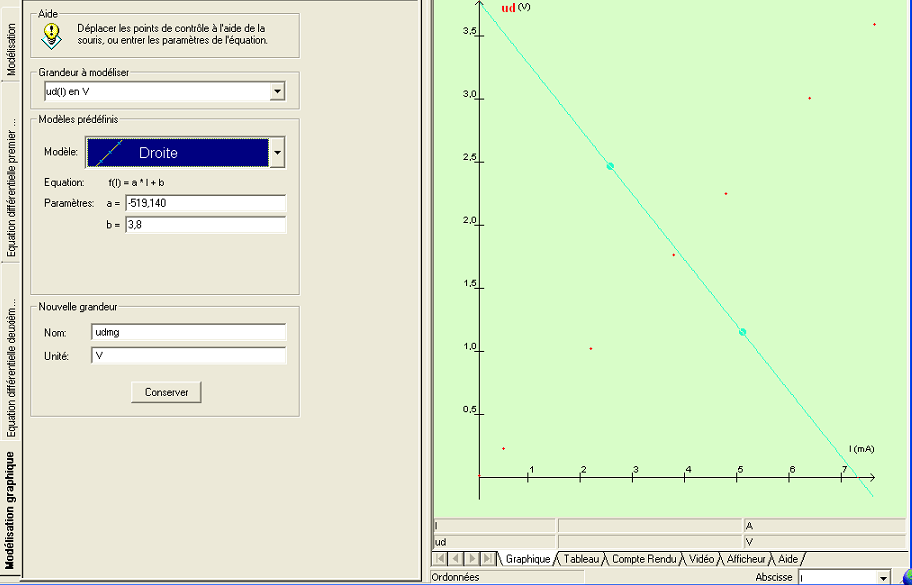 Modélisation
Equation différentielle premier ...
Equation différentielle deuxièm...
Modélisation graphique
Aide
Déplacer les points de contrôle à l'aide de la
souris, ou entrer les paramètres de l'équation.
Grandeur à modéliser
ud(I) en V
Modèles prédéfinis
Modèle: Droite
Equation: f(I) = a * I + b
Paramètres: a = -519,140
b = 3,8
Nouvelle grandeur
Nom: udmg
Unité: V
Conserver
ud (V)
3,5
3,0
2,5
2,0
1,5
1,0
0,5
I (mA)
1 2 3 4 5 6 7
I A
ud V
Graphique Tableau Compte Rendu Vidéo Afficheur Aide
Ordonnées Abscisse I